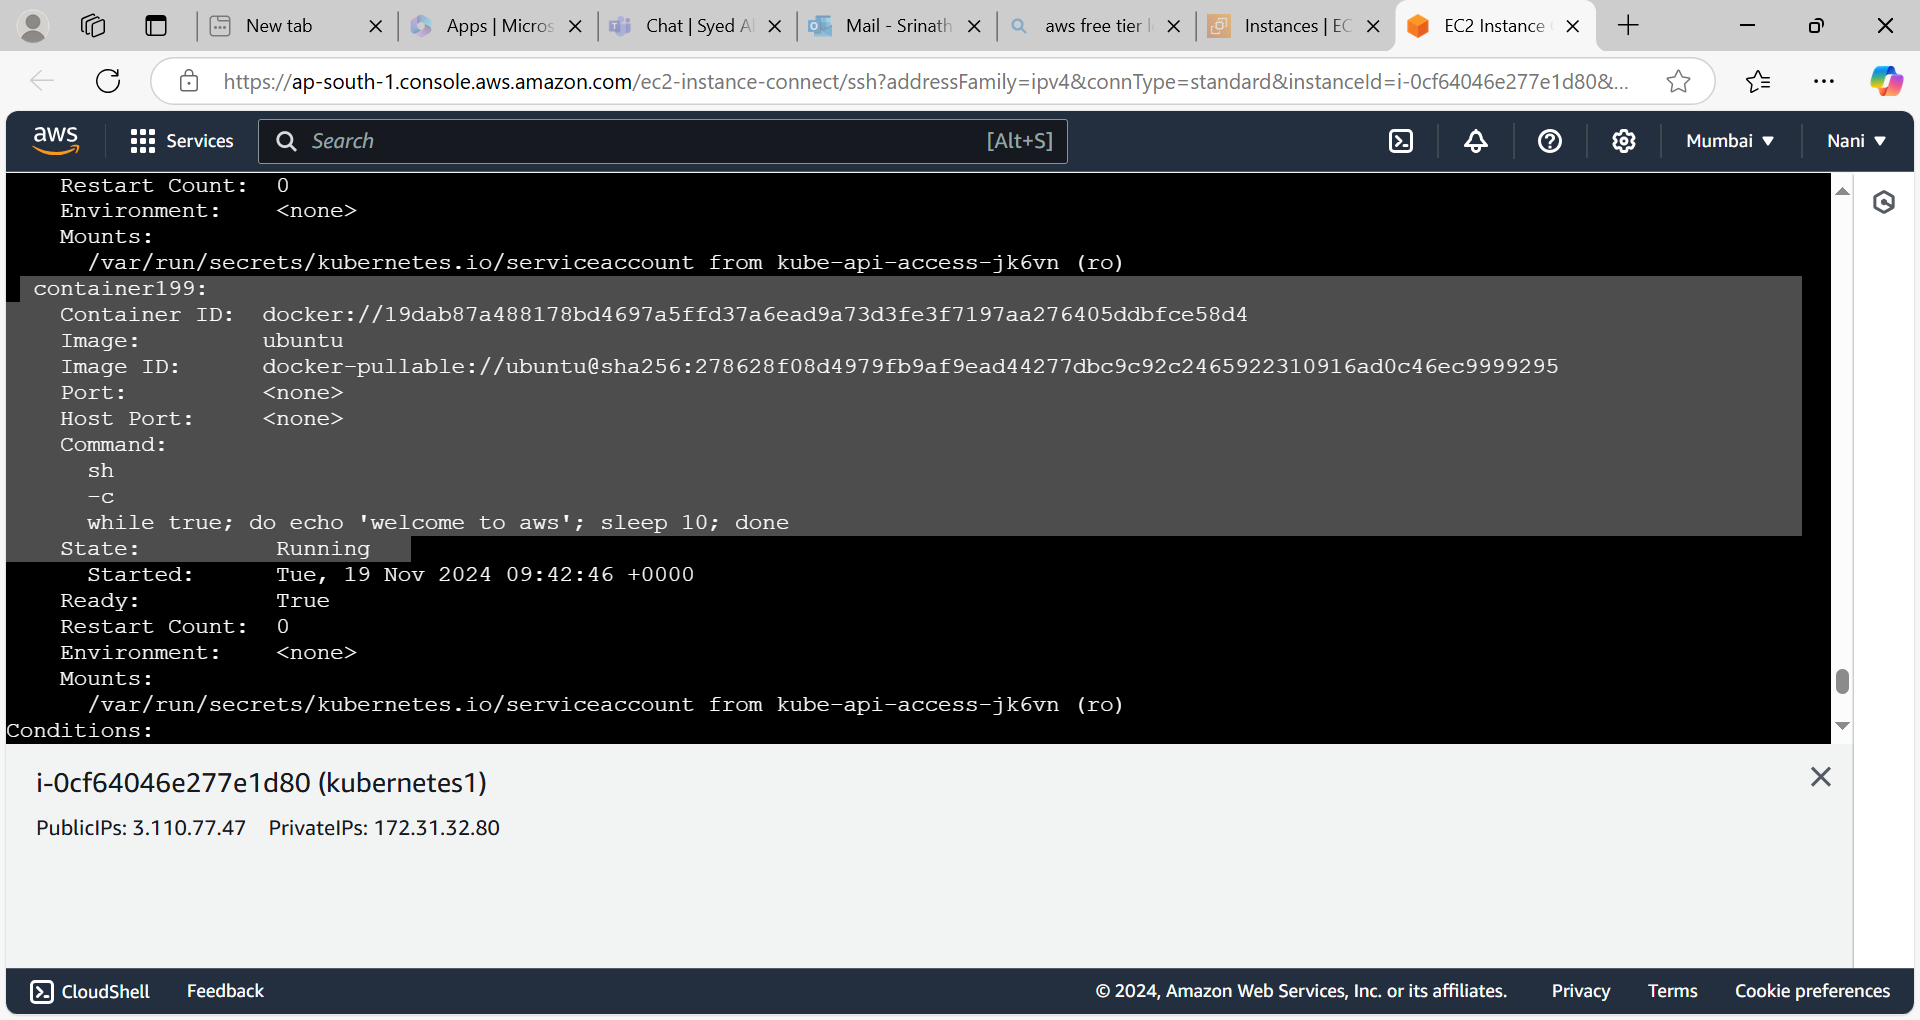 New tab
Apps | Micros
Chat | Syed Al
Mail - Srinath
aws free tier l
Instances | EC
EC2 Instance
https://ap-south-1.console.aws.amazon.com/ec2-instance-connect/ssh?addressFamily=ipv4&connType=standard&instanceId=i-0cf64046e277e1d80&...
aws Services Search [Alt+S] Mumbai ▼ Nani ▼
Restart Count: 0
Environment: <none>
Mounts:
/var/run/secrets/kubernetes.io/serviceaccount from kube-api-access-jk6vn (ro)
container199:
Container ID: docker://19dab87a488178bd4697a5ffd37a6ead9a73d3fe3f7197aa276405ddbfce58d4
Image: ubuntu
Image ID: docker-pullable://ubuntu@sha256:278628f08d4979fb9af9ead44277dbc9c92c2465922310916ad0c46ec9999295
Port: <none>
Host Port: <none>
Command:
sh
-c
while true; do echo 'welcome to aws'; sleep 10; done
State: Running
Started: Tue, 19 Nov 2024 09:42:46 +0000
Ready: True
Restart Count: 0
Environment: <none>
Mounts:
/var/run/secrets/kubernetes.io/serviceaccount from kube-api-access-jk6vn (ro)
Conditions:
i-0cf64046e277e1d80 (kubernetes1)
PublicIPs: 3.110.77.47 PrivateIPs: 172.31.32.80
CloudShell Feedback © 2024, Amazon Web Services, Inc. or its affiliates. Privacy Terms Cookie preferences